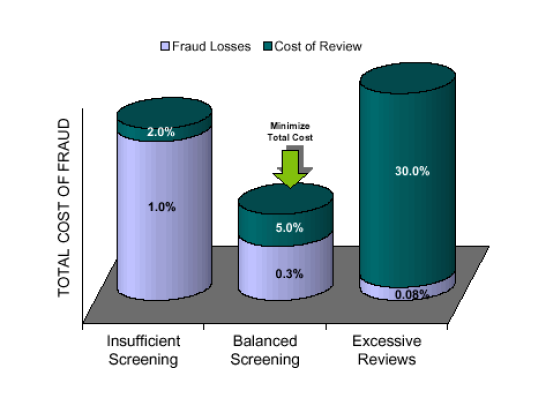 Fraud Losses Cost of Review
Minimize
Total Cost
2.0%
1.0%
5.0%
0.3%
30.0%
0.08%
TOTAL COST OF FRAUD
Insufficient
Screening
Balanced
Screening
Excessive
Reviews